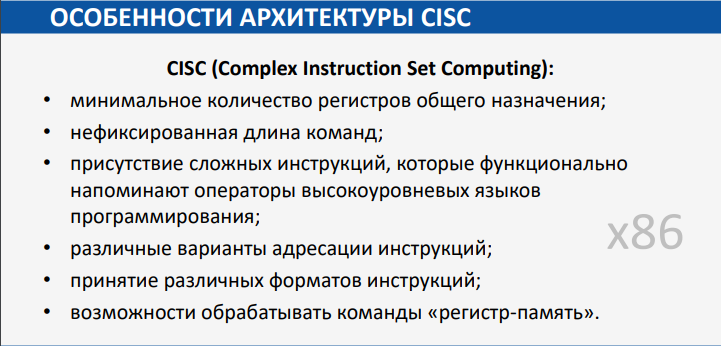 ОСОБЕННОСТИ АРХИТЕКТУРЫ CISC
CISC (Complex Instruction Set Computing):
• минимальное количество регистров общего назначения;
• нефиксированная длина команд;
• присутствие сложных инструкций, которые функционально
напоминают операторы высокоуровневых языков
программирования;
• различные варианты адресации инструкций;
• принятие различных форматов инструкций;
• возможности обрабатывать команды «регистр-память».
x86